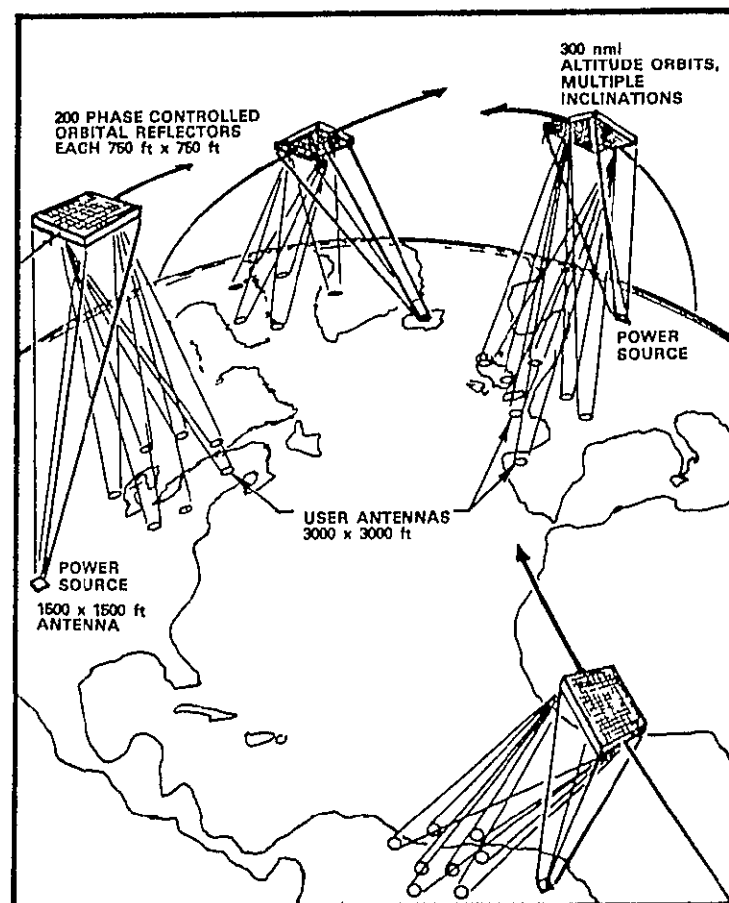 300 nmi
ALTITUDE ORBITS,
MULTIPLE
INCLINATIONS
200 PHASE CONTROLLED
ORBITAL REFLECTORS
EACH 750 ft x 750 ft
POWER
SOURCE
USER ANTENNAS
3000 x 3000 ft
POWER
SOURCE
1500 x 1500 ft
ANTENNA